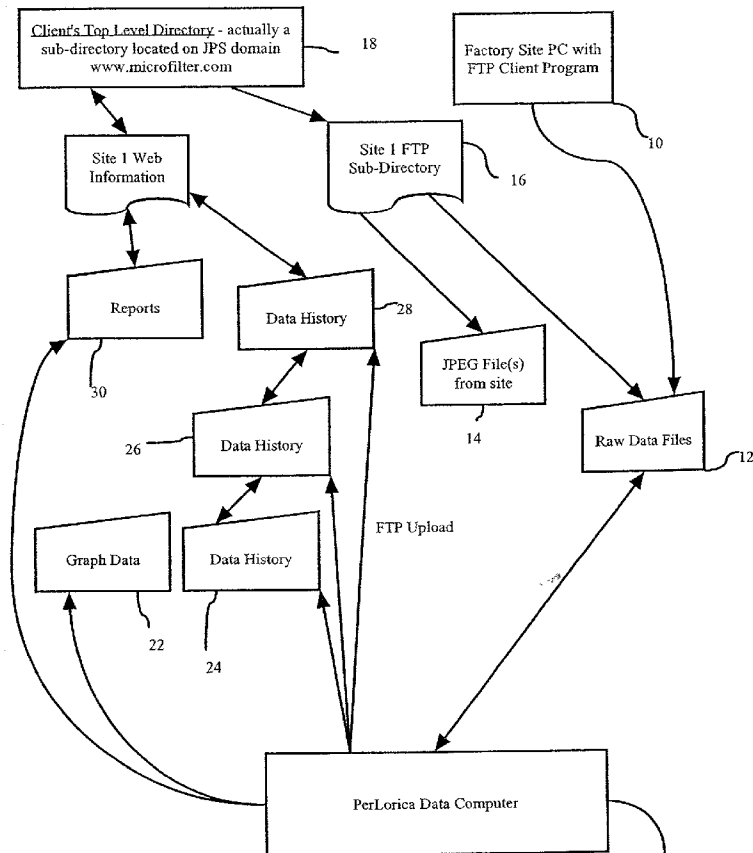 Client's Top Level Directory - actually a
sub-directory located on JPS domain
www.microfilter.com
18
Factory Site PC with
FTP Client Program
10
Site 1 Web
Information
Site 1 FTP
Sub-Directory
16
Reports
30
Data History
28
JPEG File(s)
from site
14
Raw Data Files
12
26
Data History
FTP Upload
Graph Data
22
Data History
24
PerLorica Data Computer